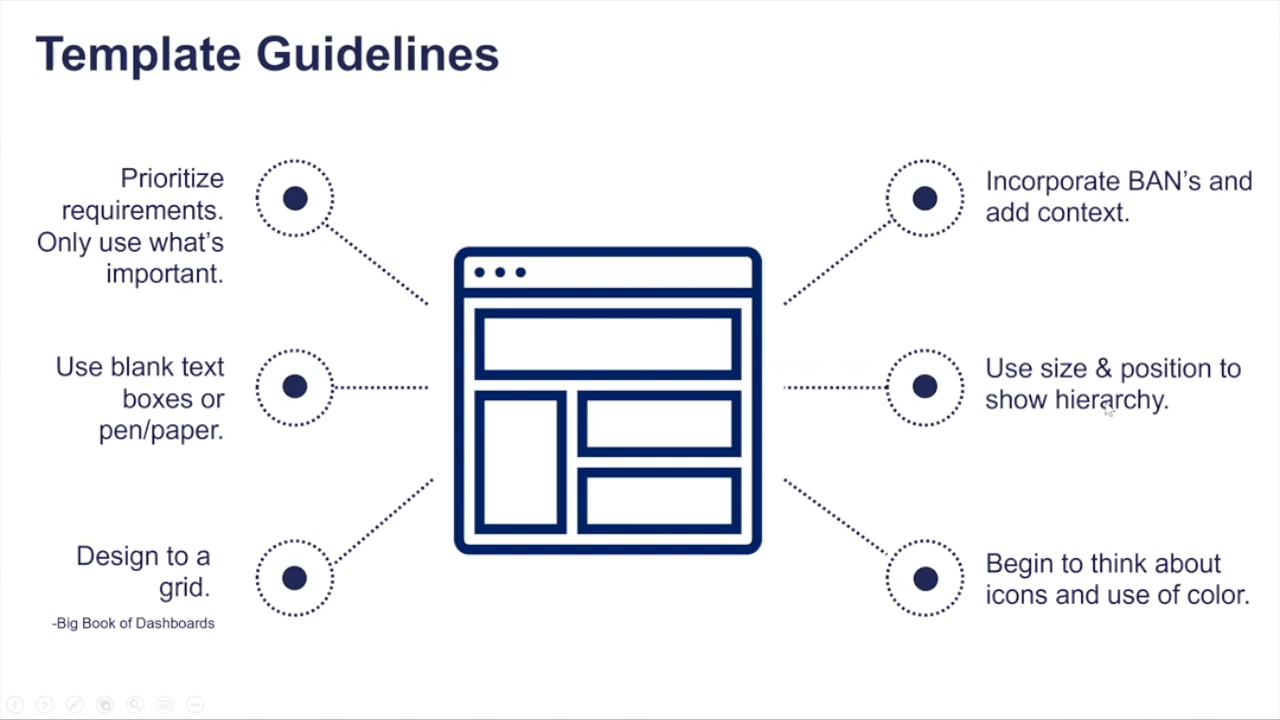 Template Guidelines
Prioritize
requirements.
Only use what's
important.
Use blank text
boxes or
pen/paper.
Design to a
grid.
-Big Book of Dashboards
Incorporate BAN's and
add context.
Use size & position to
show hierarchy.
Begin to think about
icons and use of color.